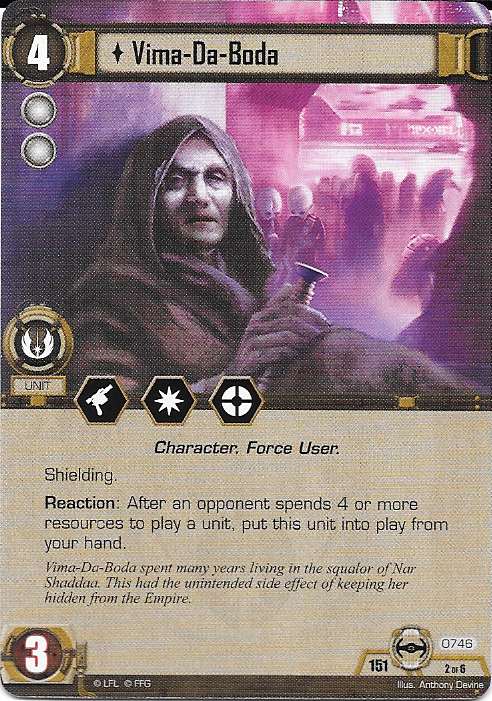 4
Vima-Da-Boda
UNIT
Character. Force User.
Shielding.
Reaction: After an opponent spends 4 or more
resources to play a unit, put this unit into play from
your hand.
Vima-Da-Boda spent many years living in the squalor of Nar
Shaddaa. This had the unintended side effect of keeping her
hidden from the Empire.
3
© LFL © FFG
151
0746
2 OF 6
Illus. Anthony Devine